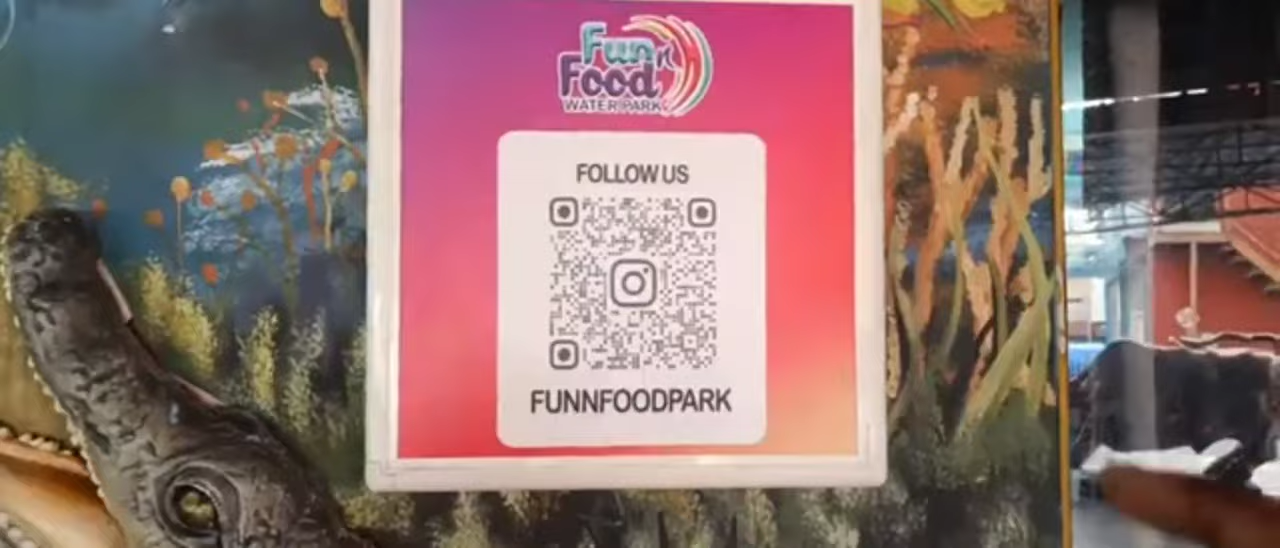 Fun n
Food
WATER PARK
FOLLOW US
FUNNFOODPARK